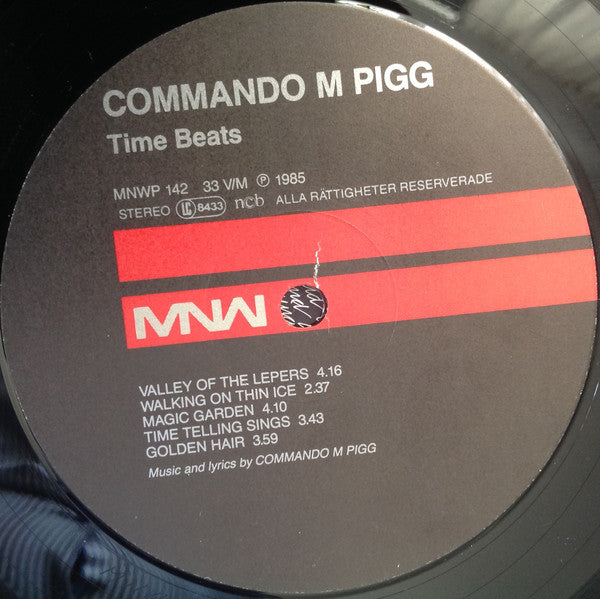 COMMANDO M PIGG
Time Beats
MNWP 142 33 V/M Ⓟ 1985
STEREO LC 8433 ncb ALLA RÄTTIGHETER RESERVERADE
MNW
VALLEY OF THE LEPERS 4.16
WALKING ON THIN ICE 2.37
MAGIC GARDEN 4.10
TIME TELLING SINGS 3.43
GOLDEN HAIR 3.59
Music and lyrics by COMMANDO M PIGG